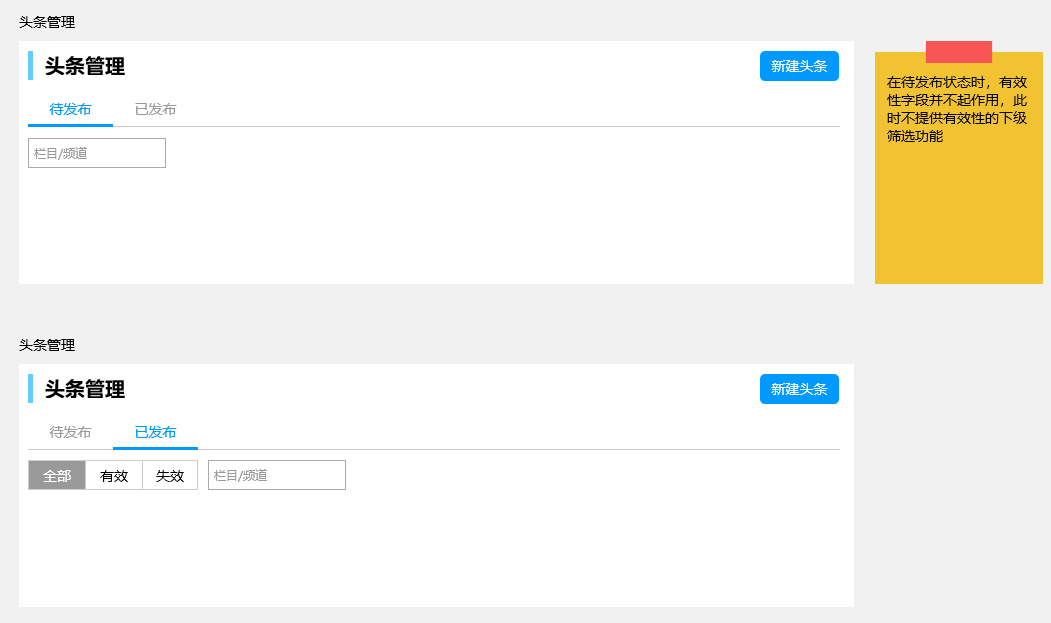 头条管理
头条管理
新建头条
待发布 已发布
栏目/频道
在待发布状态时，有效
性字段并不起作用，此
时不提供有效性的下级
筛选功能
头条管理
头条管理
新建头条
待发布 已发布
全部 有效 失效 栏目/频道